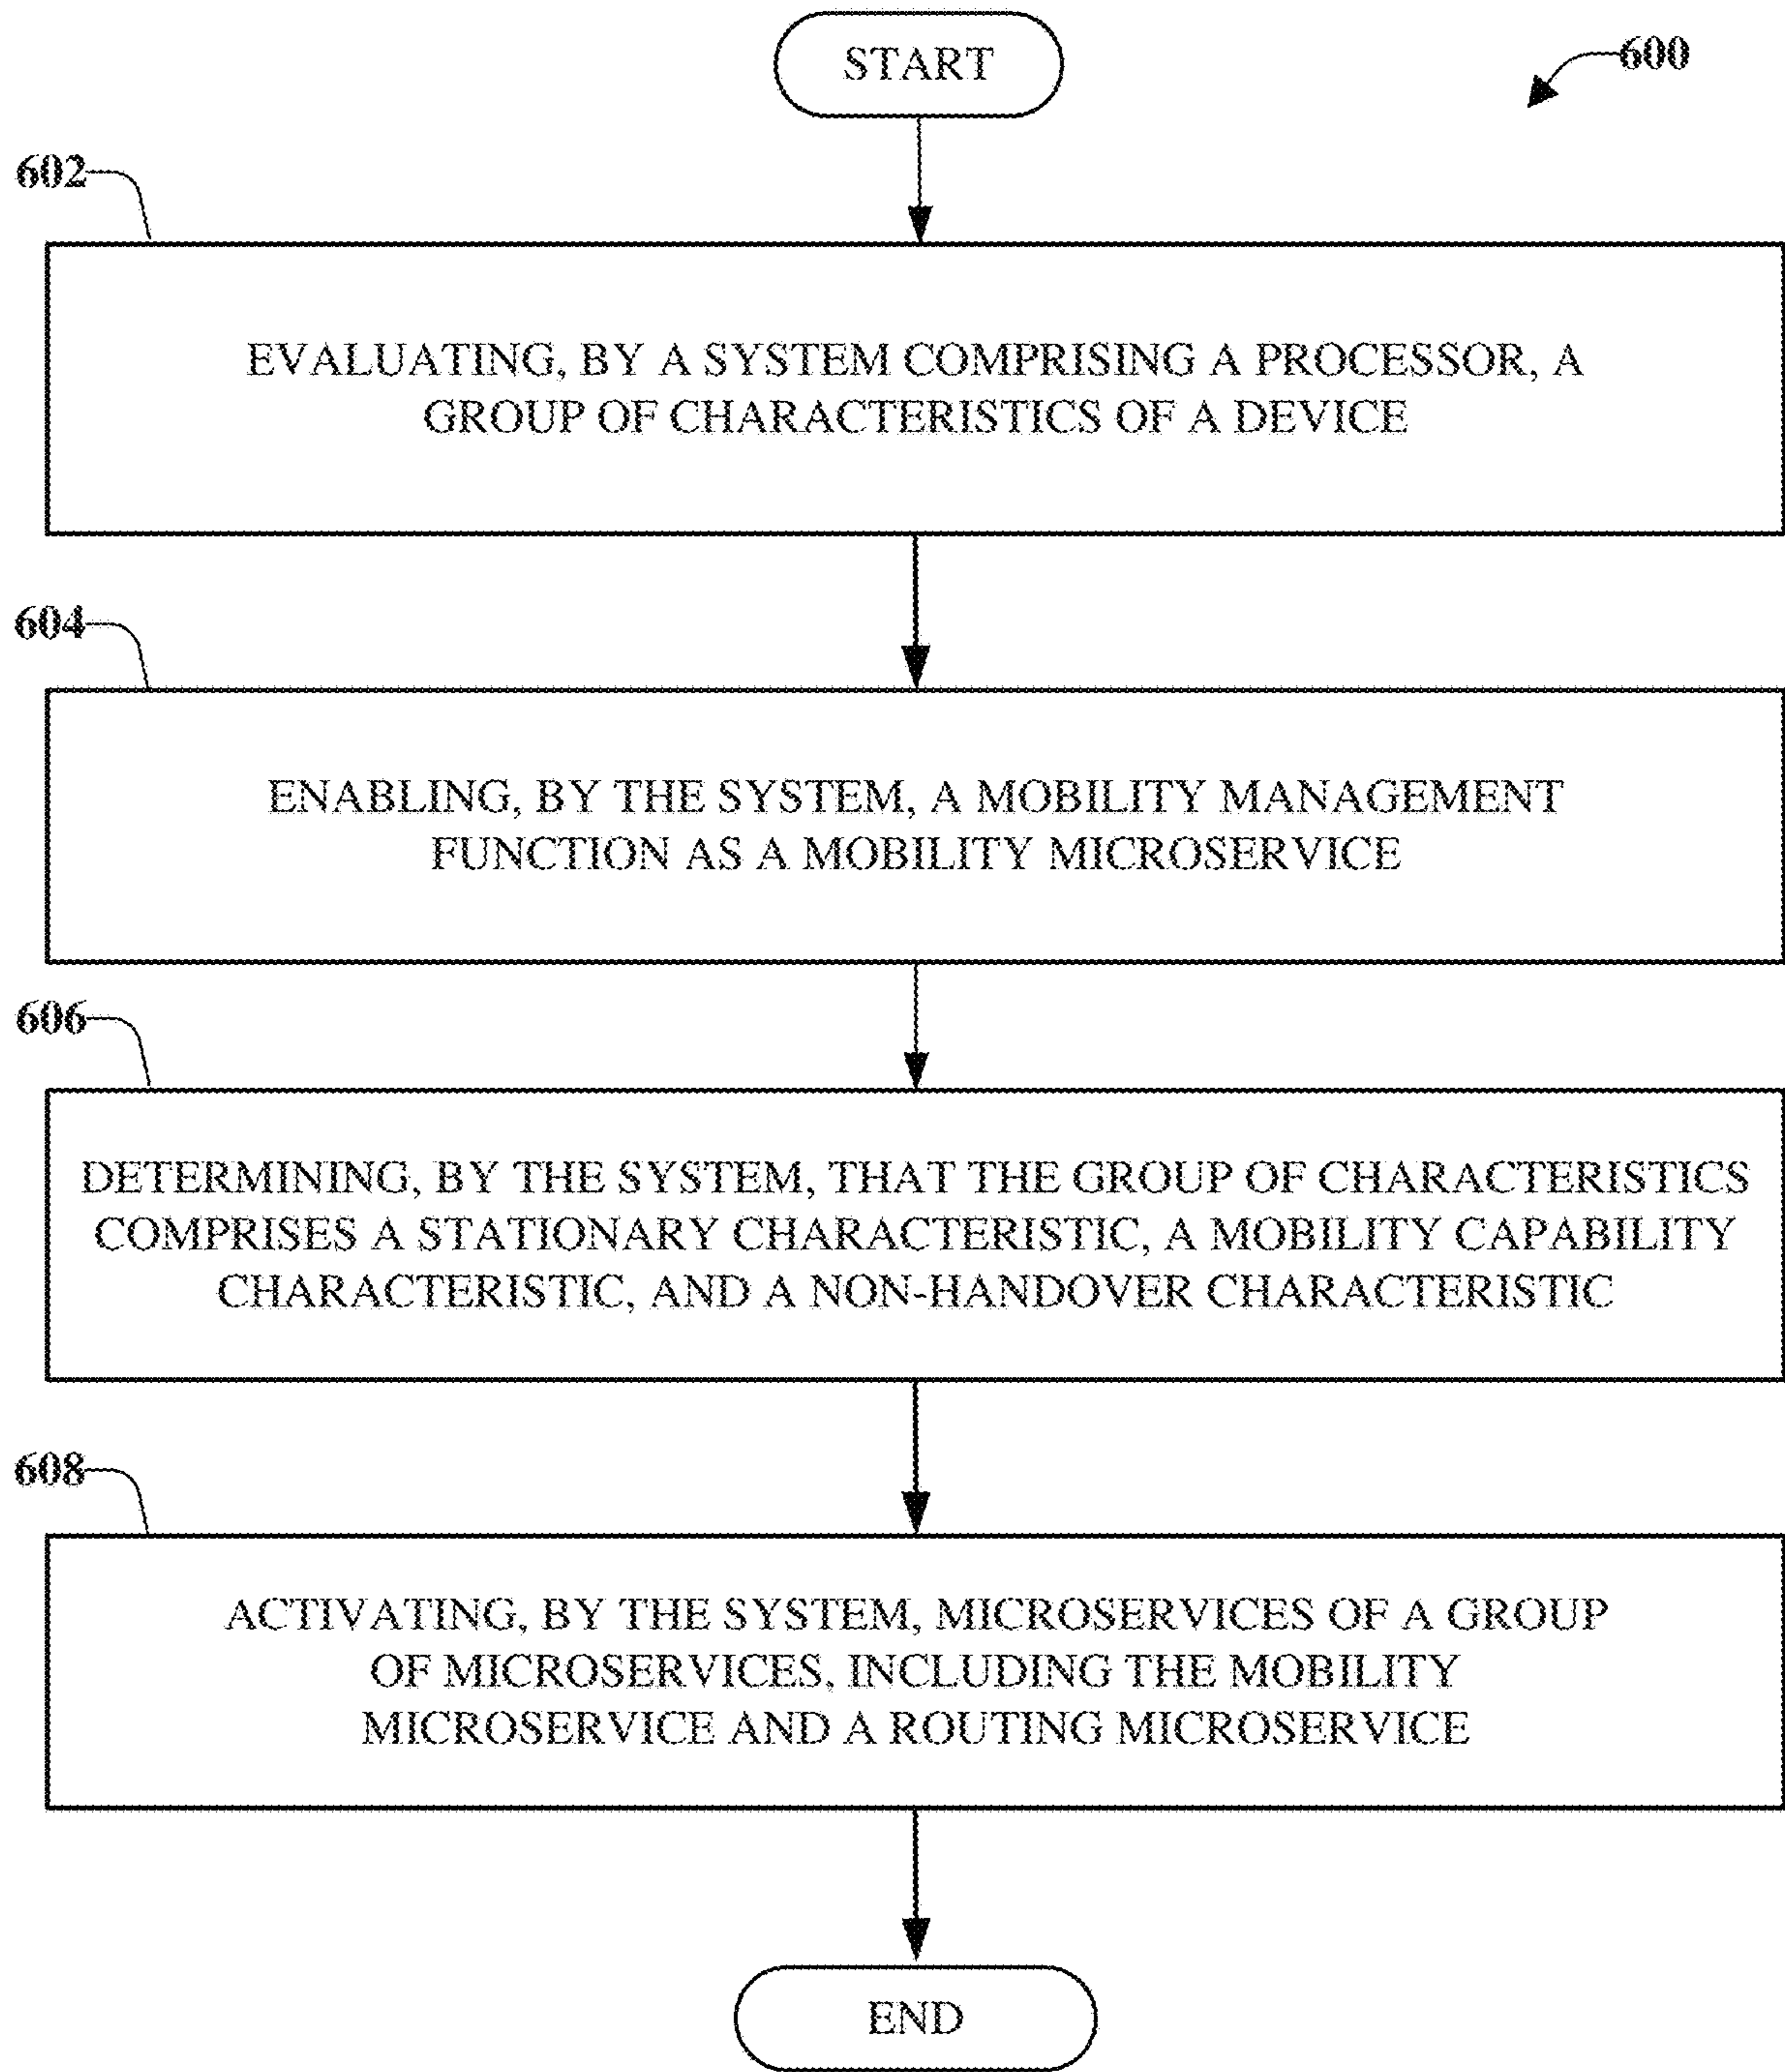 START
600
602
EVALUATING, BY A SYSTEM COMPRISING A PROCESSOR, A
GROUP OF CHARACTERISTICS OF A DEVICE
604
ENABLING, BY THE SYSTEM, A MOBILITY MANAGEMENT
FUNCTION AS A MOBILITY MICROSERVICE
606
DETERMINING, BY THE SYSTEM, THAT THE GROUP OF CHARACTERISTICS
COMPRISES A STATIONARY CHARACTERISTIC, A MOBILITY CAPABILITY
CHARACTERISTIC, AND A NON-HANDOVER CHARACTERISTIC
608
ACTIVATING, BY THE SYSTEM, MICROSERVICES OF A GROUP
OF MICROSERVICES, INCLUDING THE MOBILITY
MICROSERVICE AND A ROUTING MICROSERVICE
END